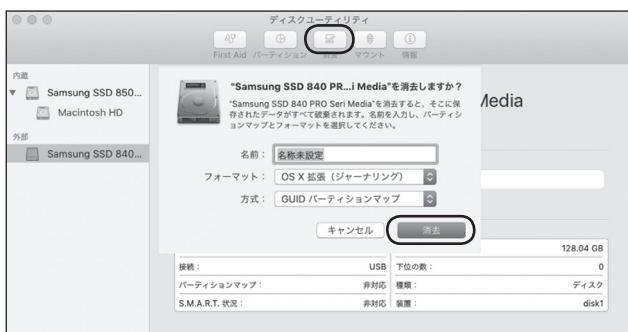 ディスクユーティリティ
First Aid パーティション 消去 マウント 情報
内蔵
Samsung SSD 850...
Macintosh HD
外部
Samsung SSD 840...
"Samsung SSD 840 PR...i Media"を消去しますか？
"Samsung SSD 840 PRO Seri Media"を消去すると、そこに保
存されたデータがすべて破棄されます。名前を入力し、パーティシ
ョンマップとフォーマットを選択してください。
Media
名前： 名称未設定
フォーマット： OS X 拡張（ジャーナリング）
方式： GUID パーティションマップ
キャンセル 消去
128.04 GB
接続： USB 下位の数： 0
パーティションマップ： 非対応 種類： ディスク
S.M.A.R.T. 状況： 非対応 装置： disk1